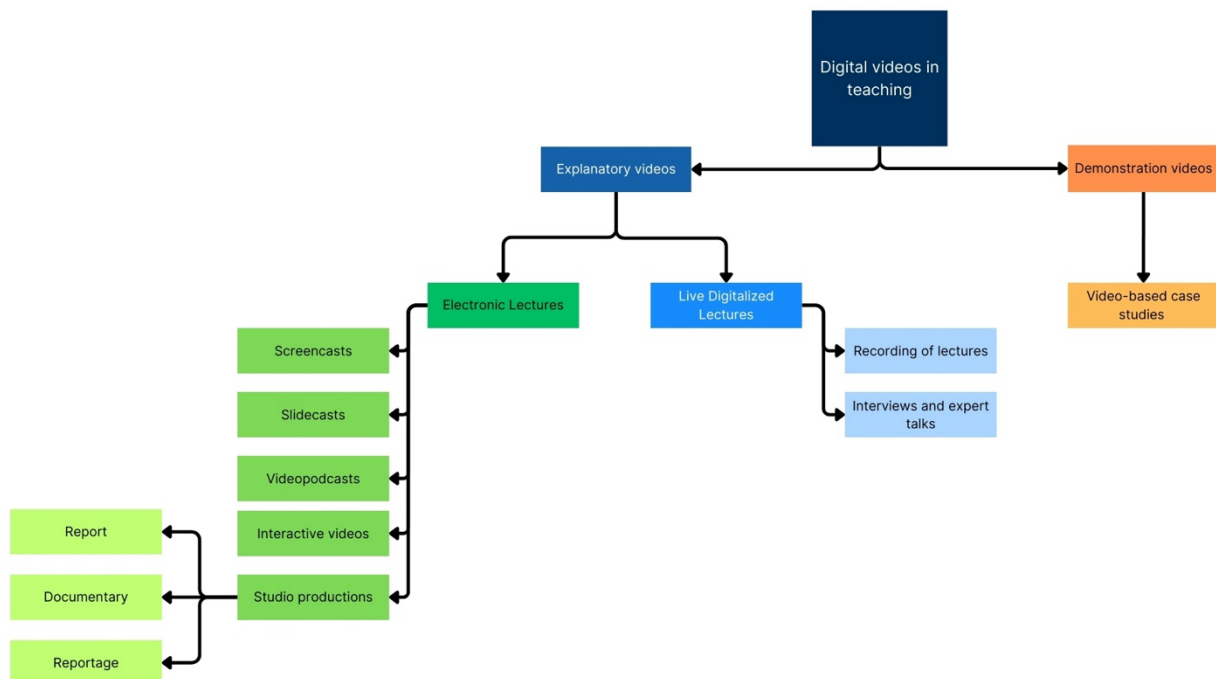 Digital videos in
teaching
Explanatory videos
Demonstration videos
Electronic Lectures
Live Digitalized
Lectures
Video-based case
studies
Screencasts
Recording of lectures
Slidecasts
Interviews and expert
talks
Videopodcasts
Interactive videos
Report
Studio productions
Documentary
Reportage